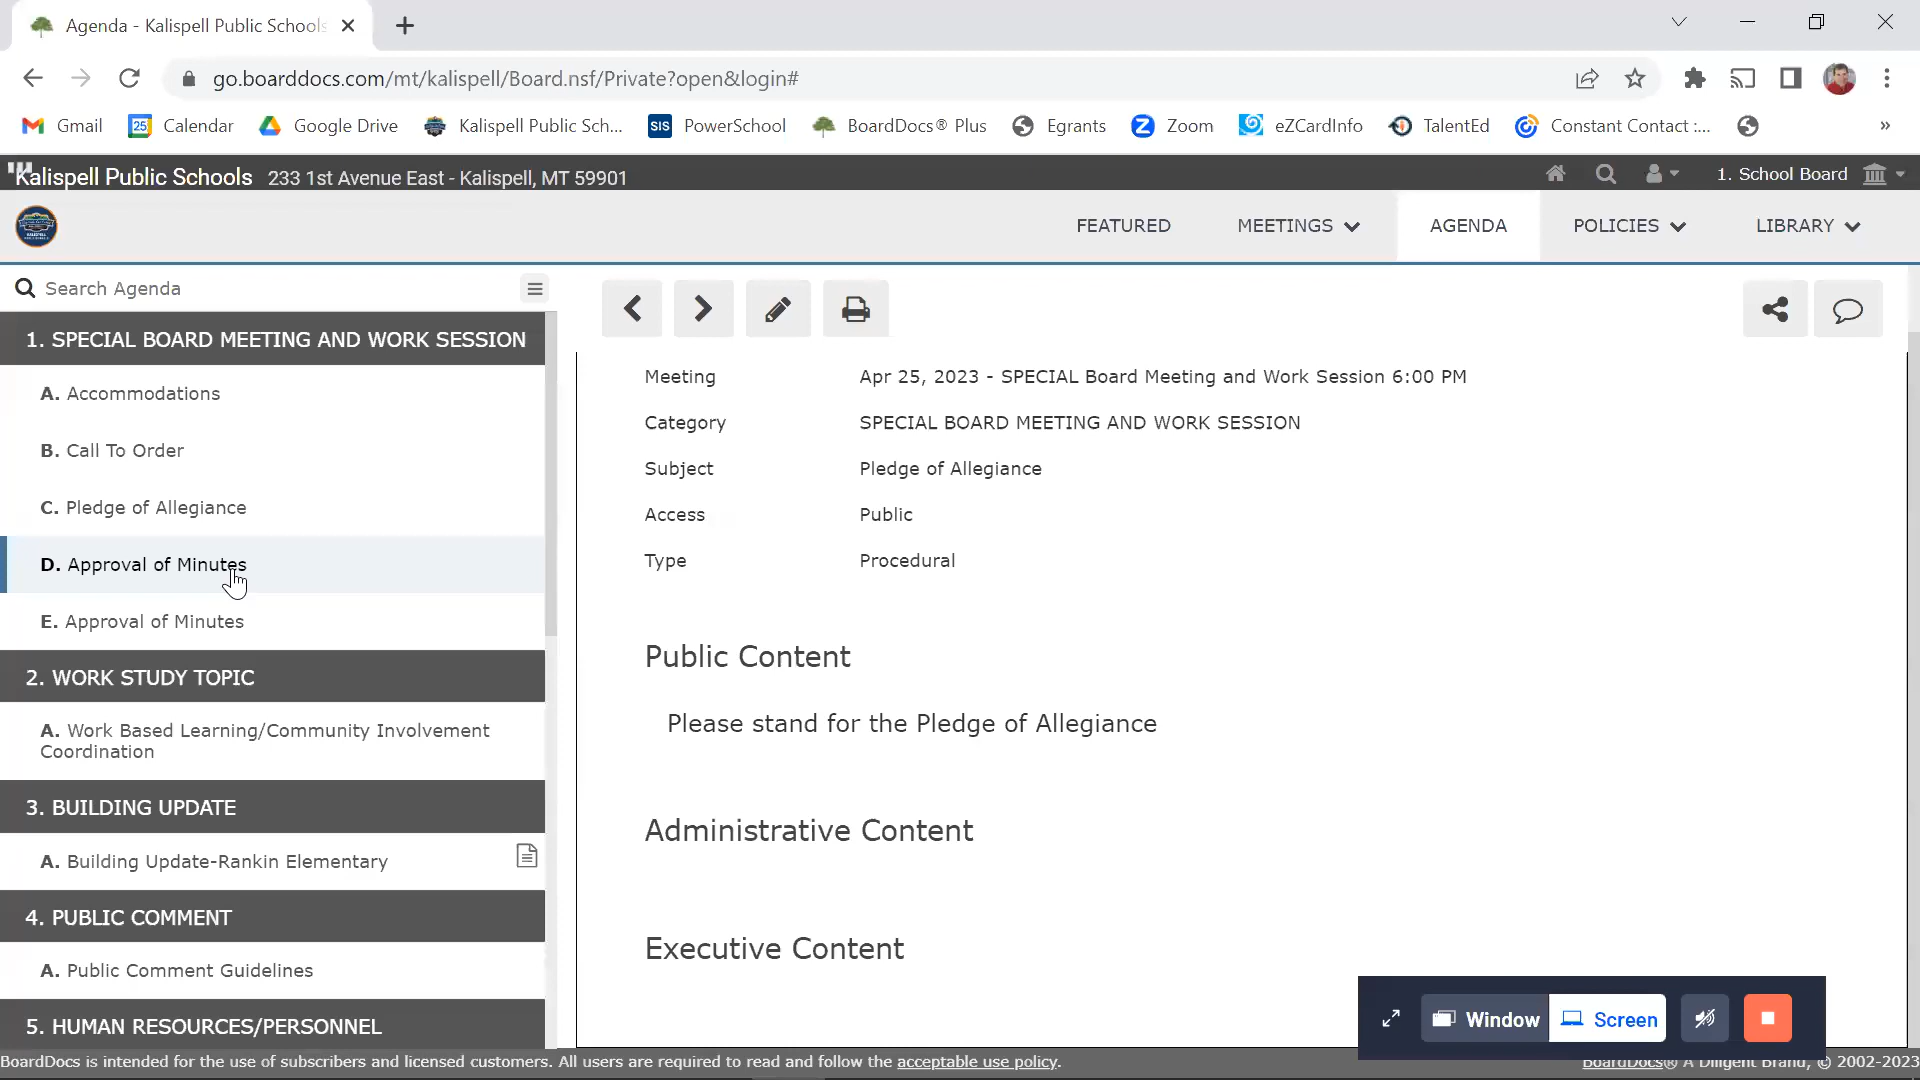 Agenda - Kalispell Public Schools
go.boarddocs.com/mt/kalispell/Board.nsf/Private?open&login#
Gmail
25
Calendar
Google Drive
Kalispell Public Sch...
SIS
PowerSchool
BoardDocs® Plus
Egrants
Z
Zoom
eZCardInfo
TalentEd
Constant Contact :...
»
Kalispell Public Schools 233 1st Avenue East - Kalispell, MT 59901
1. School Board
FEATURED
MEETINGS
AGENDA
POLICIES
LIBRARY
Search Agenda
1. SPECIAL BOARD MEETING AND WORK SESSION
A. Accommodations
B. Call To Order
C. Pledge of Allegiance
D. Approval of Minutes
E. Approval of Minutes
2. WORK STUDY TOPIC
A. Work Based Learning/Community Involvement
Coordination
3. BUILDING UPDATE
A. Building Update-Rankin Elementary
4. PUBLIC COMMENT
A. Public Comment Guidelines
5. HUMAN RESOURCES/PERSONNEL
Meeting Apr 25, 2023 - SPECIAL Board Meeting and Work Session 6:00 PM
Category SPECIAL BOARD MEETING AND WORK SESSION
Subject Pledge of Allegiance
Access Public
Type Procedural
Public Content
Please stand for the Pledge of Allegiance
Administrative Content
Executive Content
Window
Screen
BoardDocs is intended for the use of subscribers and licensed customers. All users are required to read and follow the acceptable use policy.
BoardDocs® A Diligent Brand, © 2002-2023